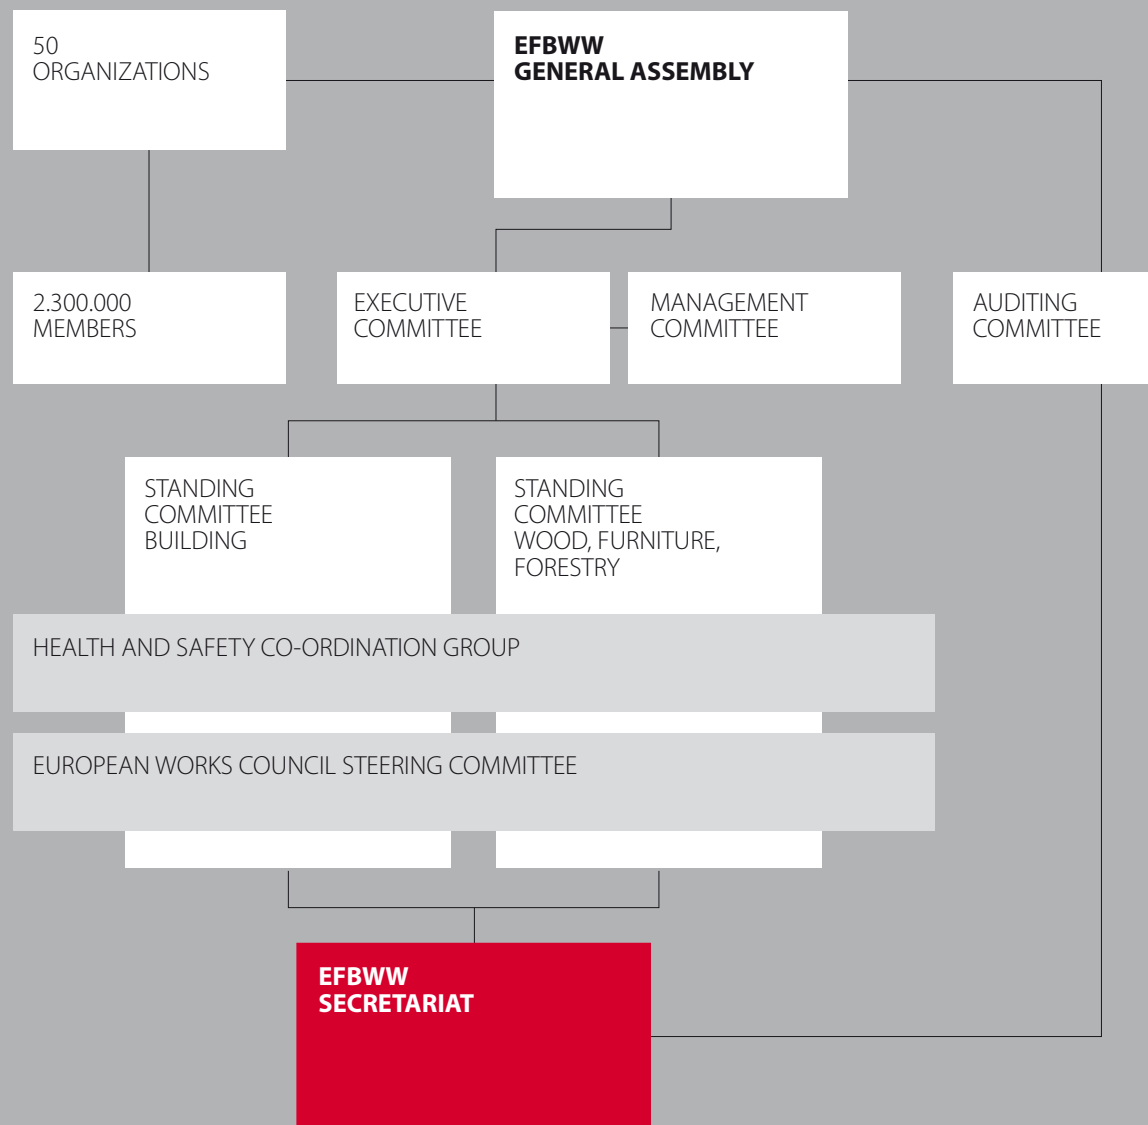 50
ORGANIZATIONS
EFBWW
GENERAL ASSEMBLY
2.300.000
MEMBERS
EXECUTIVE
COMMITTEE
MANAGEMENT
COMMITTEE
AUDITING
COMMITTEE
STANDING
COMMITTEE
BUILDING
STANDING
COMMITTEE
WOOD, FURNITURE,
FORESTRY
HEALTH AND SAFETY CO-ORDINATION GROUP
EUROPEAN WORKS COUNCIL STEERING COMMITTEE
EFBWW
SECRETARIAT